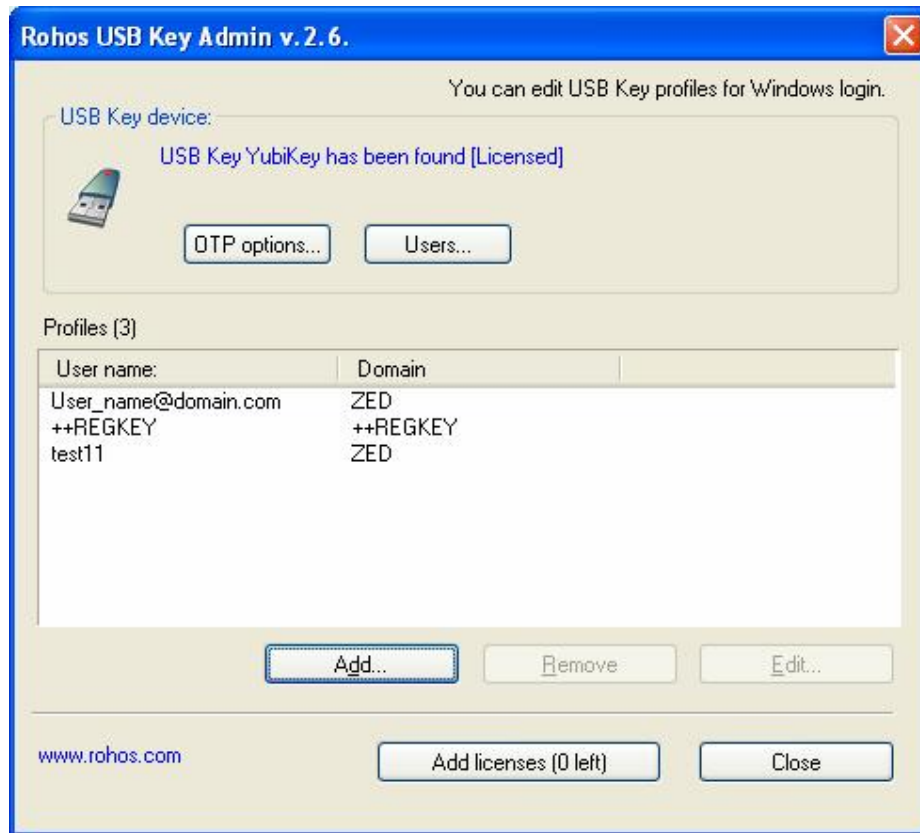 Rohos USB Key Admin v.2.6.
You can edit USB Key profiles for Windows login.
USB Key device:
USB Key YubiKey has been found [Licensed]
OTP options...
Users...
Profiles (3)
User name: Domain
User_name@domain.com ZED
++REGKEY ++REGKEY
test11 ZED
Add... Remove Edit...
www.rohos.com Add licenses (0 left) Close